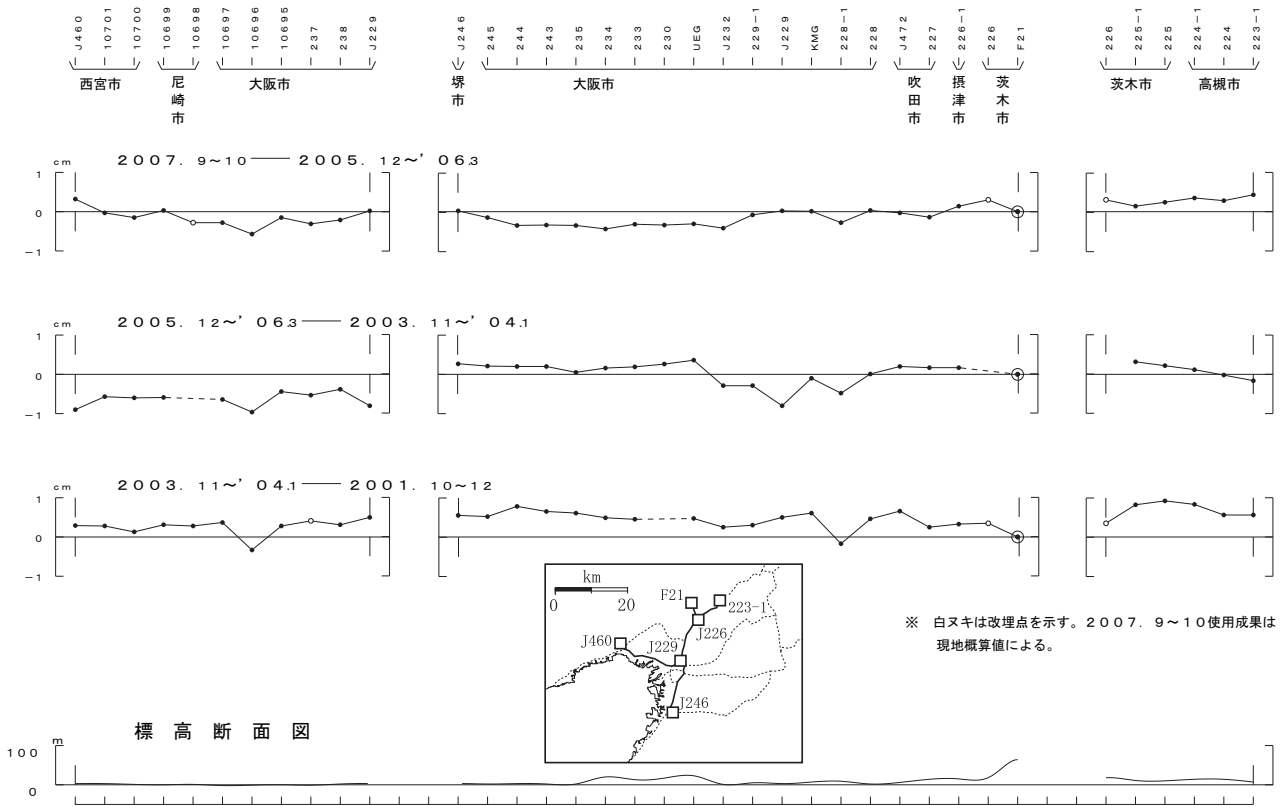 J460 10701 10700 10699 10698 10697 10696 10695 237 238 J229 J246 245 244 243 235 234 233 230 UEG J232 229-1 J229 KMG 228-1 228 J472 227 226-1 226 F21 226 225-1 225 224-1 224 223-1
西宮市 尼崎市 大阪市 堺市 大阪市 吹田市 摂津市 茨木市 茨木市 高槻市
cm 2007. 9~10 —— 2005. 12~' 06.3
1
0
-1
cm 2005. 12~' 06.3 —— 2003. 11~' 04.1
1
0
-1
cm 2003. 11~' 04.1 —— 2001. 10~12
1
0
-1
km
0 20
F21
223-1
J226
J460
J229
J246
※ 白ヌキは改埋点を示す。2007. 9~10使用成果は
現地概算値による。
標高断面図
m
100
0